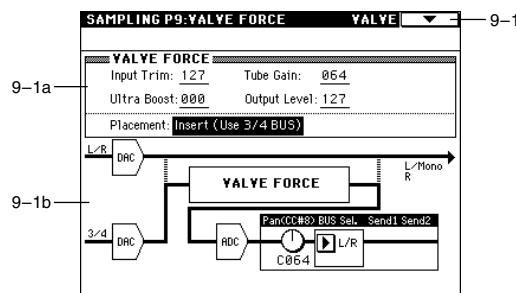 SAMPLING P9:VALVE FORCE VALVE
9–1
VALVE FORCE
Input Trim: 127 Tube Gain: 064
9–1a
Ultra Boost: 000 Output Level: 127
Placement: Insert (Use 3/4 BUS)
L/R
DAC
L/Mono
R
VALVE FORCE
9–1b
Pan(CC#8) BUS Sel. Send1 Send2
3/4
DAC
ADC
L/R
C064